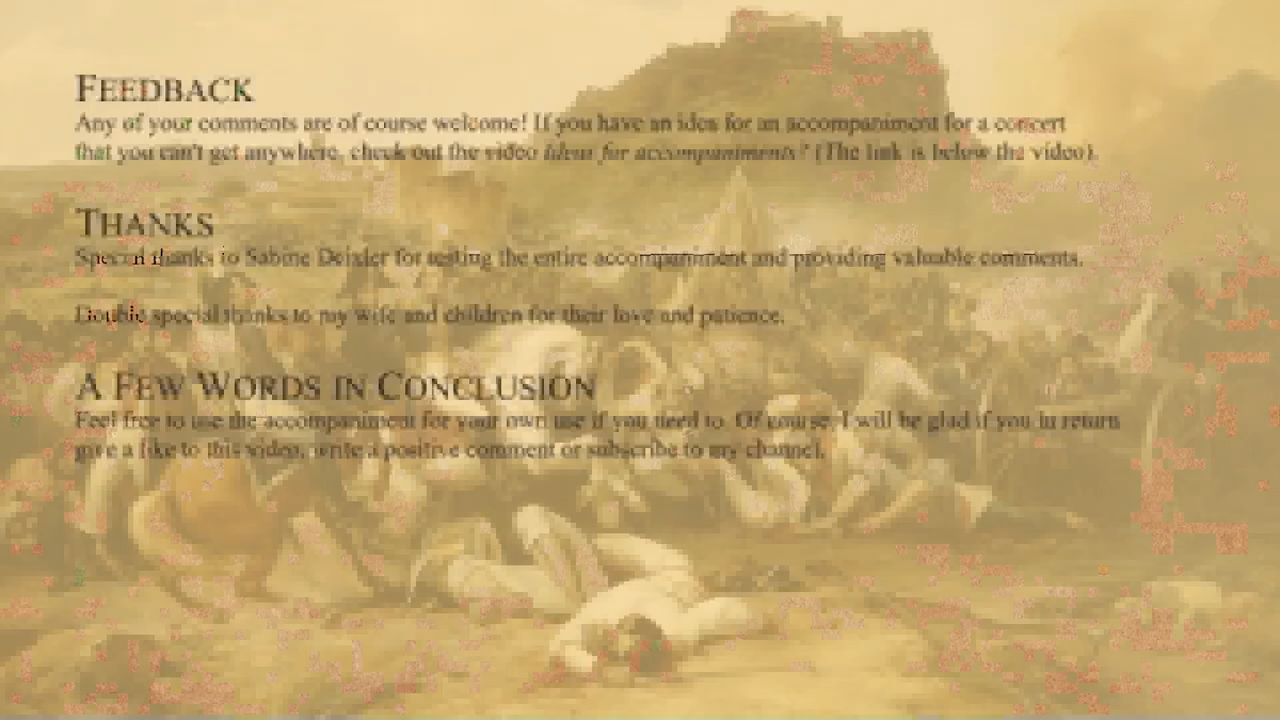 FEEDBACK
Any of your comments are of course welcome! If you have an idea for an accompaniment for a concert
that you can't get anywhere, check out the video Ideas for accompaniments? (The link is below the video).
THANKS
Special thanks to Sabine Deixler for testing the entire accompaniment and providing valuable comments.
Double special thanks to my wife and children for their love and patience.
A FEW WORDS IN CONCLUSION
Feel free to use the accompaniment for your own use if you need to. Of course, I will be glad if you in return
give a like to this video, write a positive comment or subscribe to my channel.